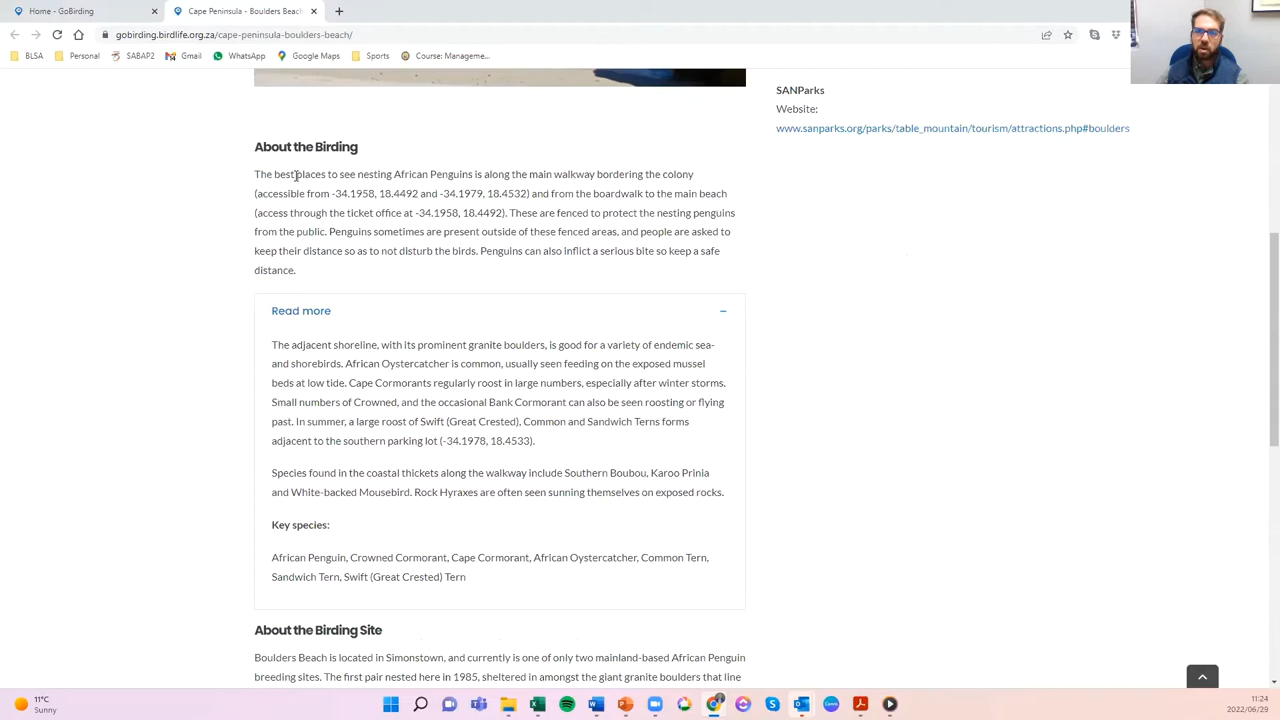 Home - GoBirding
Cape Peninsula - Boulders Beach
gobirding.birdlife.org.za/cape-peninsula-boulders-beach/
BLSA Personal SABAP2 Gmail WhatsApp Google Maps Sports Course: Manageme...
SANParks
Website:
www.sanparks.org/parks/table_mountain/tourism/attractions.php#boulders
About the Birding
The best places to see nesting African Penguins is along the main walkway bordering the colony
(accessible from -34.1958, 18.4492 and -34.1979, 18.4532) and from the boardwalk to the main beach
(access through the ticket office at -34.1958, 18.4492). These are fenced to protect the nesting penguins
from the public. Penguins sometimes are present outside of these fenced areas, and people are asked to
keep their distance so as to not disturb the birds. Penguins can also inflict a serious bite so keep a safe
distance.
Read more
The adjacent shoreline, with its prominent granite boulders, is good for a variety of endemic sea-
and shorebirds. African Oystercatcher is common, usually seen feeding on the exposed mussel
beds at low tide. Cape Cormorants regularly roost in large numbers, especially after winter storms.
Small numbers of Crowned, and the occasional Bank Cormorant can also be seen roosting or flying
past. In summer, a large roost of Swift (Great Crested), Common and Sandwich Terns forms
adjacent to the southern parking lot (-34.1978, 18.4533).
Species found in the coastal thickets along the walkway include Southern Boubou, Karoo Prinia
and White-backed Mousebird. Rock Hyraxes are often seen sunning themselves on exposed rocks.
Key species:
African Penguin, Crowned Cormorant, Cape Cormorant, African Oystercatcher, Common Tern,
Sandwich Tern, Swift (Great Crested) Tern
About the Birding Site
Boulders Beach is located in Simonstown, and currently is one of only two mainland-based African Penguin
breeding sites. The first pair nested here in 1985, sheltered in amongst the giant granite boulders that line
11°C
Sunny
11:24
2022/06/29